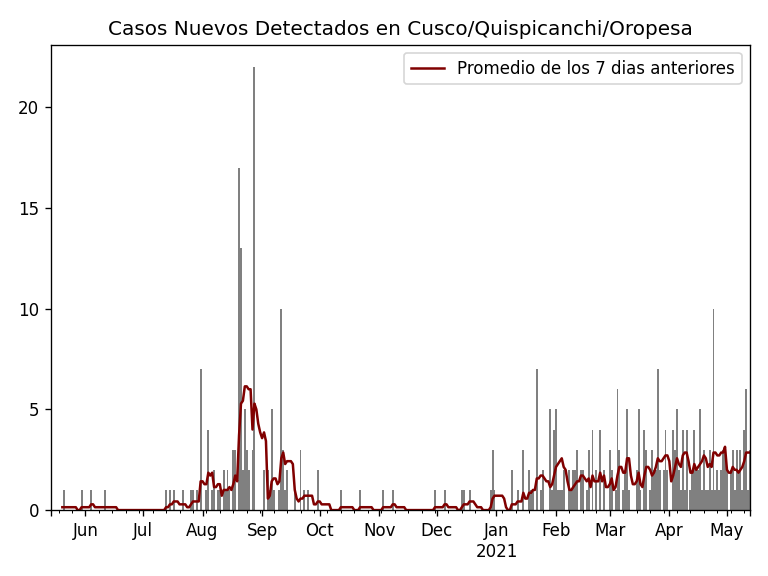 Casos Nuevos Detectados en Cusco/Quispicanchi/Oropesa
Promedio de los 7 dias anteriores
20
15
10
5
0
Jun Jul Aug Sep Oct Nov Dec Jan Feb Mar Apr May
2021